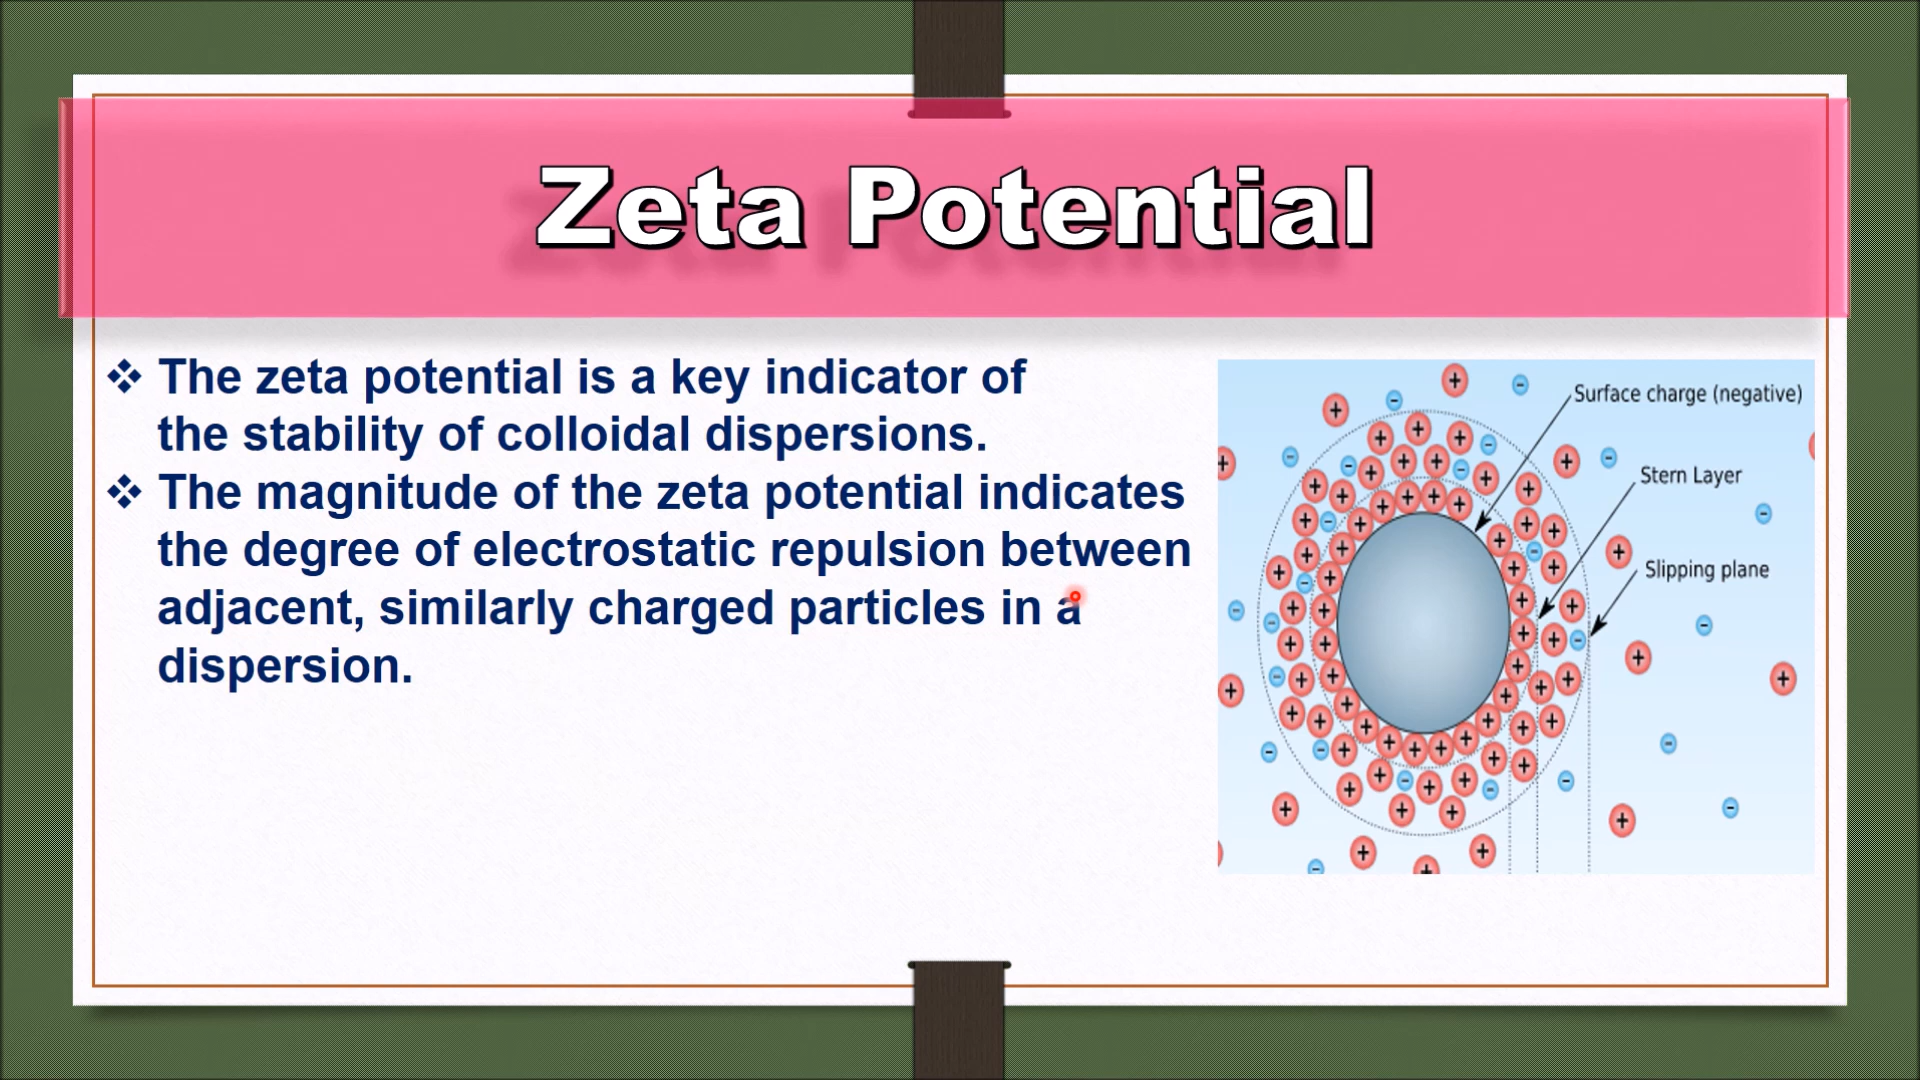 Zeta Potential
❖ The zeta potential is a key indicator of
the stability of colloidal dispersions.
❖ The magnitude of the zeta potential indicates
the degree of electrostatic repulsion between
adjacent, similarly charged particles in a
dispersion.
Surface charge (negative)
Stern Layer
Slipping plane